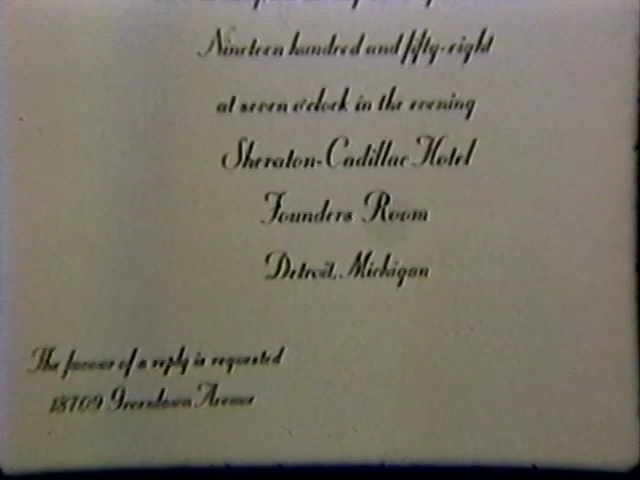 Nineteen hundred and fifty-eight
at seven o'clock in the evening
Sheraton-Cadillac Hotel
Founders Room
Detroit, Michigan
The favour of a reply is requested
18709 Greenlawn Avenue